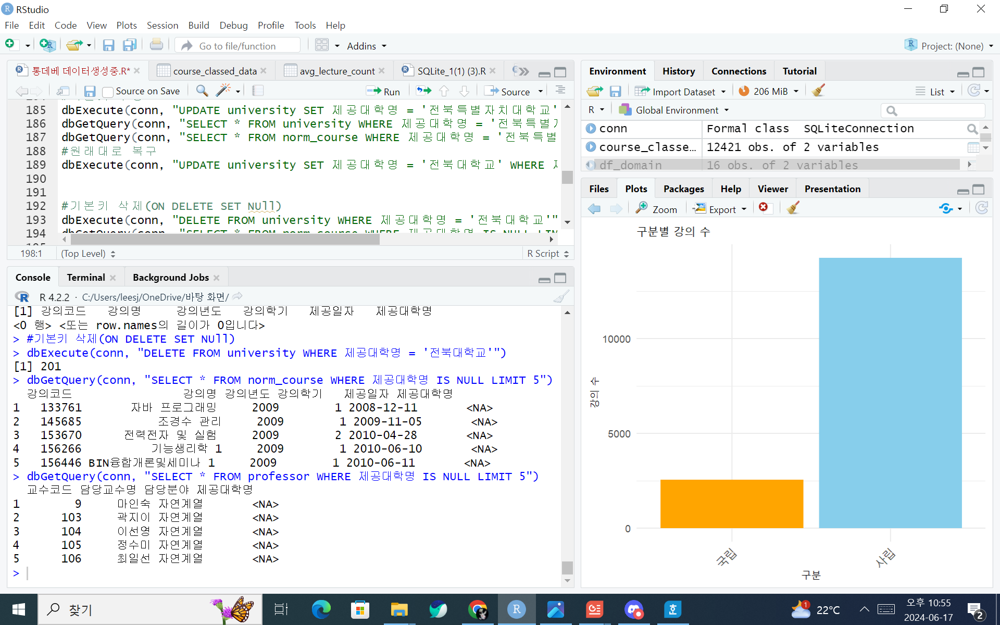 RStudio
File Edit Code View Plots Session Build Debug Profile Tools Help
Go to file/function Addins Project: (None)
통데베 데이터생성중.R* course_classed_data avg_lecture_count SQLite_1(1) (3).R
Source on Save Run Source
185 dbExecute(conn, "UPDATE university SET 제공대학명 = '전북특별자치대학교'
186 dbGetQuery(conn, "SELECT * FROM university WHERE 제공대학명 = '전북특별
187 dbGetQuery(conn, "SELECT * FROM norm_course WHERE 제공대학명 = '전북특별
188 #원래대로 복구
189 dbExecute(conn, "UPDATE university SET 제공대학명 = '전북대학교' WHERE
190
191
192 #기본키 삭제(ON DELETE SET NUll)
193 dbExecute(conn, "DELETE FROM university WHERE 제공대학명 = '전북대학교'"
194 dbGetQuery(conn, "SELECT * FROM norm_course WHERE 제공대학명 IS NULL LIM
198:1 (Top Level) R Script
Console Terminal Background Jobs
R 4.2.2 · C:/Users/leesj/OneDrive/바탕 화면/
[1] 강의코드 강의명 강의년도 강의학기 제공일자 제공대학명
<0 행> <또는 row.names의 길이가 0입니다>
> #기본키 삭제(ON DELETE SET NUll)
> dbExecute(conn, "DELETE FROM university WHERE 제공대학명 = '전북대학교'")
[1] 201
> dbGetQuery(conn, "SELECT * FROM norm_course WHERE 제공대학명 IS NULL LIMIT 5")
강의코드 강의명 강의년도 강의학기 제공일자 제공대학명
1 133761 자바 프로그래밍 2009 1 2008-12-11 <NA>
2 145685 조경수 관리 2009 1 2009-11-05 <NA>
3 153670 전력전자 및 실험 2009 2 2010-04-28 <NA>
4 156266 기능생리학 1 2009 1 2010-06-10 <NA>
5 156446 BIN융합개론및세미나 1 2009 1 2010-06-11 <NA>
> dbGetQuery(conn, "SELECT * FROM professor WHERE 제공대학명 IS NULL LIMIT 5")
교수코드 담당교수명 담당분야 제공대학명
1 9 마인숙 자연계열 <NA>
2 103 곽지이 자연계열 <NA>
3 104 이선영 자연계열 <NA>
4 105 정수미 자연계열 <NA>
5 106 최일선 자연계열 <NA>
>
Environment History Connections Tutorial
Import Dataset 206 MiB List
R Global Environment
conn Formal class SQLiteConnection
course_classe… 12421 obs. of 2 variables
df_domain 16 obs. of 2 variables
Files Plots Packages Help Viewer Presentation
Zoom Export
구분별 강의 수
강의 수
10000
5000
0
국립 사립
구분
찾기
22°C
오후 10:55
2024-06-17
1
2